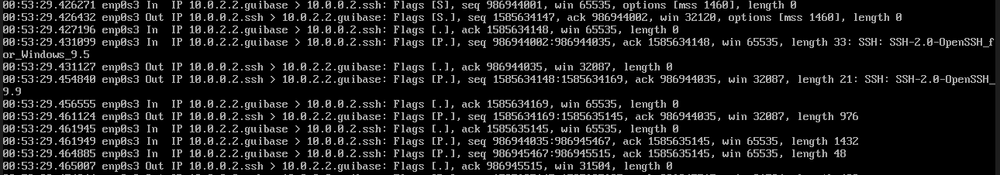 00:53:29.426271 enp0s3 In  IP 10.0.2.2.guibase > 10.0.0.2.ssh: Flags [S], seq 986944001, win 65535, options [mss 1460], length 0
00:53:29.426432 enp0s3 Out IP 10.0.0.2.ssh > 10.0.2.2.guibase: Flags [S.], seq 1585634147, ack 986944002, win 32120, options [mss 1460], length 0
00:53:29.427196 enp0s3 In  IP 10.0.2.2.guibase > 10.0.0.2.ssh: Flags [.], ack 1585634148, win 65535, length 0
00:53:29.431099 enp0s3 In  IP 10.0.2.2.guibase > 10.0.0.2.ssh: Flags [P.], seq 986944002:986944035, ack 1585634148, win 65535, length 33: SSH: SSH-2.0-OpenSSH_f
or_Windows_9.5
00:53:29.431127 enp0s3 Out IP 10.0.0.2.ssh > 10.0.2.2.guibase: Flags [.], ack 986944035, win 32087, length 0
00:53:29.454840 enp0s3 Out IP 10.0.0.2.ssh > 10.0.2.2.guibase: Flags [P.], seq 1585634148:1585634169, ack 986944035, win 32087, length 21: SSH: SSH-2.0-OpenSSH_
9.9
00:53:29.456555 enp0s3 In  IP 10.0.2.2.guibase > 10.0.0.2.ssh: Flags [.], ack 1585634169, win 65535, length 0
00:53:29.461124 enp0s3 Out IP 10.0.0.2.ssh > 10.0.2.2.guibase: Flags [P.], seq 1585634169:1585635145, ack 986944035, win 32087, length 976
00:53:29.461945 enp0s3 In  IP 10.0.2.2.guibase > 10.0.0.2.ssh: Flags [.], ack 1585635145, win 65535, length 0
00:53:29.461949 enp0s3 In  IP 10.0.2.2.guibase > 10.0.0.2.ssh: Flags [P.], seq 986944035:986945467, ack 1585635145, win 65535, length 1432
00:53:29.464885 enp0s3 In  IP 10.0.2.2.guibase > 10.0.0.2.ssh: Flags [P.], seq 986945467:986945515, ack 1585635145, win 65535, length 48
00:53:29.465007 enp0s3 Out IP 10.0.0.2.ssh > 10.0.2.2.guibase: Flags [.], ack 986945515, win 31504, length 0